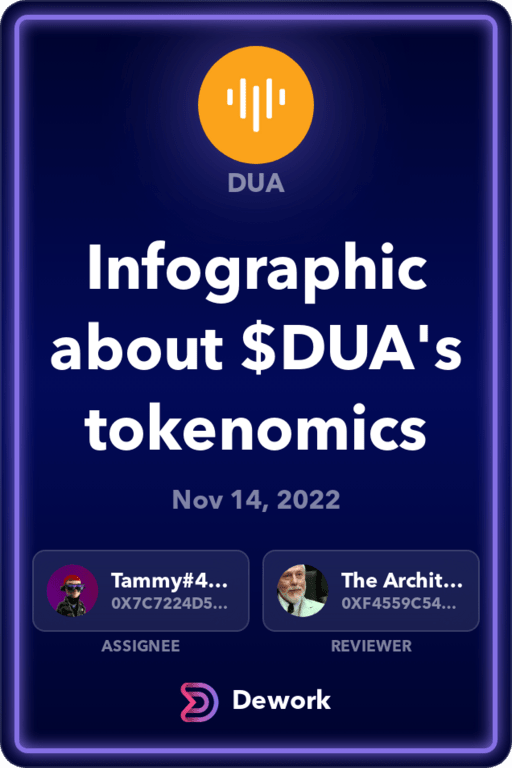 DUA
Infographic
about $DUA's
tokenomics
Nov 14, 2022
Tammy#4...
0X7C7224D5...
ASSIGNEE
The Archit...
0XF4559C54...
REVIEWER
Dework